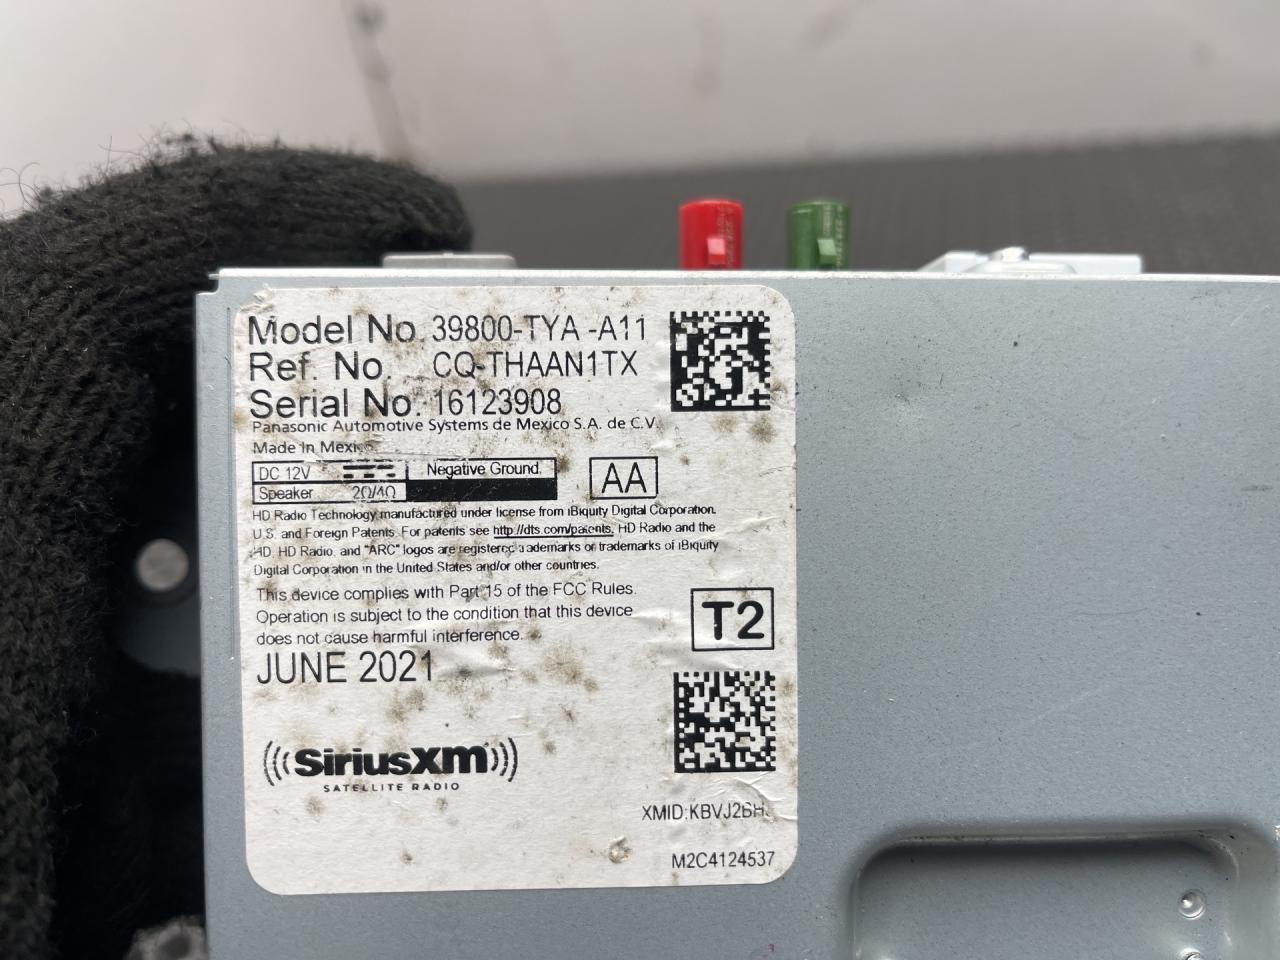 Model No. 39800-TYA -A11
Ref. No. CQ-THAAN1TX
Serial No. 16123908
Panasonic Automotive Systems de Mexico S.A. de C.V.
Made In
DC 12V Negative Ground.
Speaker 2Ω/4Ω
AA
HD Radio Technology manufactured under license from iBiquity Digital Corporation.
U.S. and Foreign Patents. For patents see http://dts.com/patents. HD Radio and the
HD, HD Radio, and "ARC" logos are registered trademarks or trademarks of iBiquity
Digital Corporation in the United States and/or other countries.
This device complies with Part 15 of the FCC Rules.
Operation is subject to the condition that this device
does not cause harmful interference.
T2
JUNE 2021
SiriusXM
SATELLITE RADIO
M2C4124537